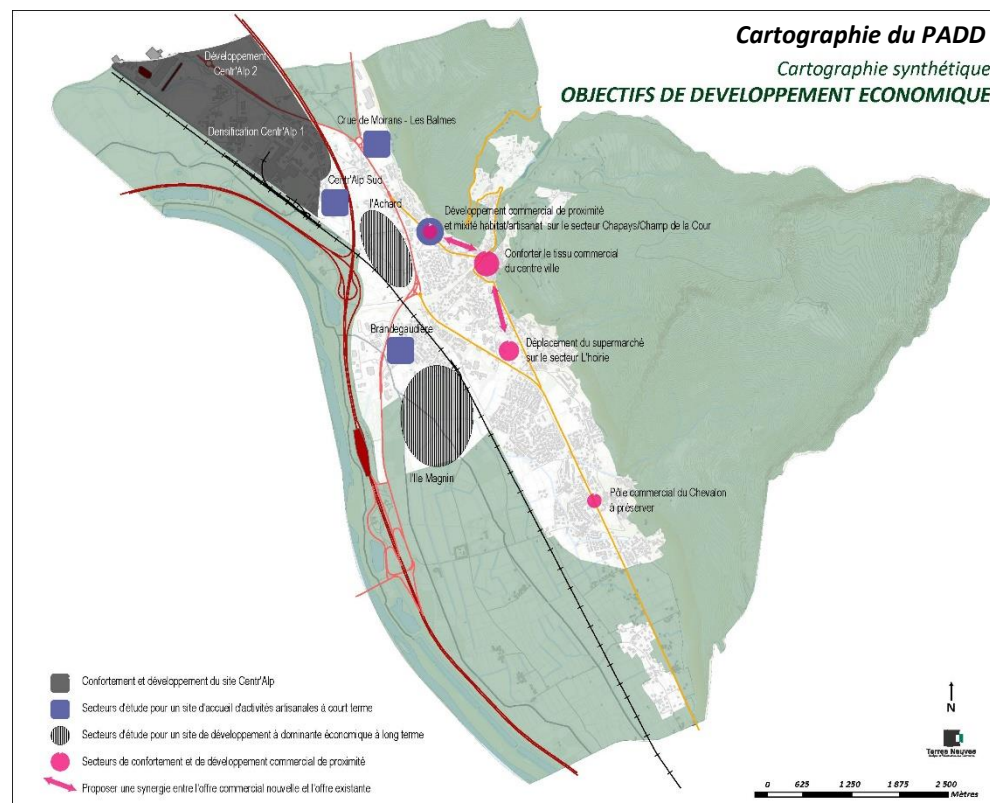 Cartographie du PADD
Cartographie synthétique
OBJECTIFS DE DEVELOPPEMENT ECONOMIQUE
Développement
Centr'Alp 2
Densification Centr'Alp 1
Crue de Morans - Les Balmes
Centr'Alp Sud
l'Achard
Développement commercial de proximité
et mixité habitat/artisanat sur le secteur Chapays/Champ de la Cour
Conforter le tissu commercial
du centre ville
Brandegaudière
Déplacement du supermarché
sur le secteur L'hoirie
l'Ile Magnin
Pôle commercial du Chevalon
à préserver
Confortement et développement du site Centr'Alp
Secteurs d'étude pour un site d'accueil d'activités artisanales à court terme
Secteurs d'étude pour un site de développement à dominante économique à long terme
Secteurs de confortement et de développement commercial de proximité
Proposer une synergie entre l'offre commercial nouvelle et l'offre existante
N
Terres Neuves
0 625 1 250 1 875 2 500
Mètres